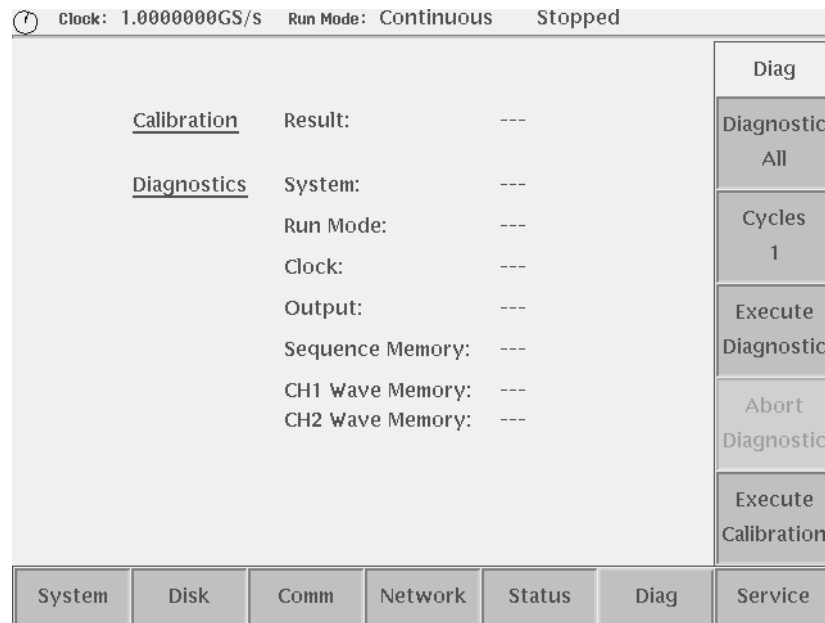 Clock: 1.0000000GS/s Run Mode: Continuous Stopped
Calibration Result: ---
Diagnostics System: ---
Run Mode: ---
Clock: ---
Output: ---
Sequence Memory: ---
CH1 Wave Memory: ---
CH2 Wave Memory: ---
Diag
Diagnostic
All
Cycles
1
Execute
Diagnostic
Abort
Diagnostic
Execute
Calibration
System Disk Comm Network Status Diag Service